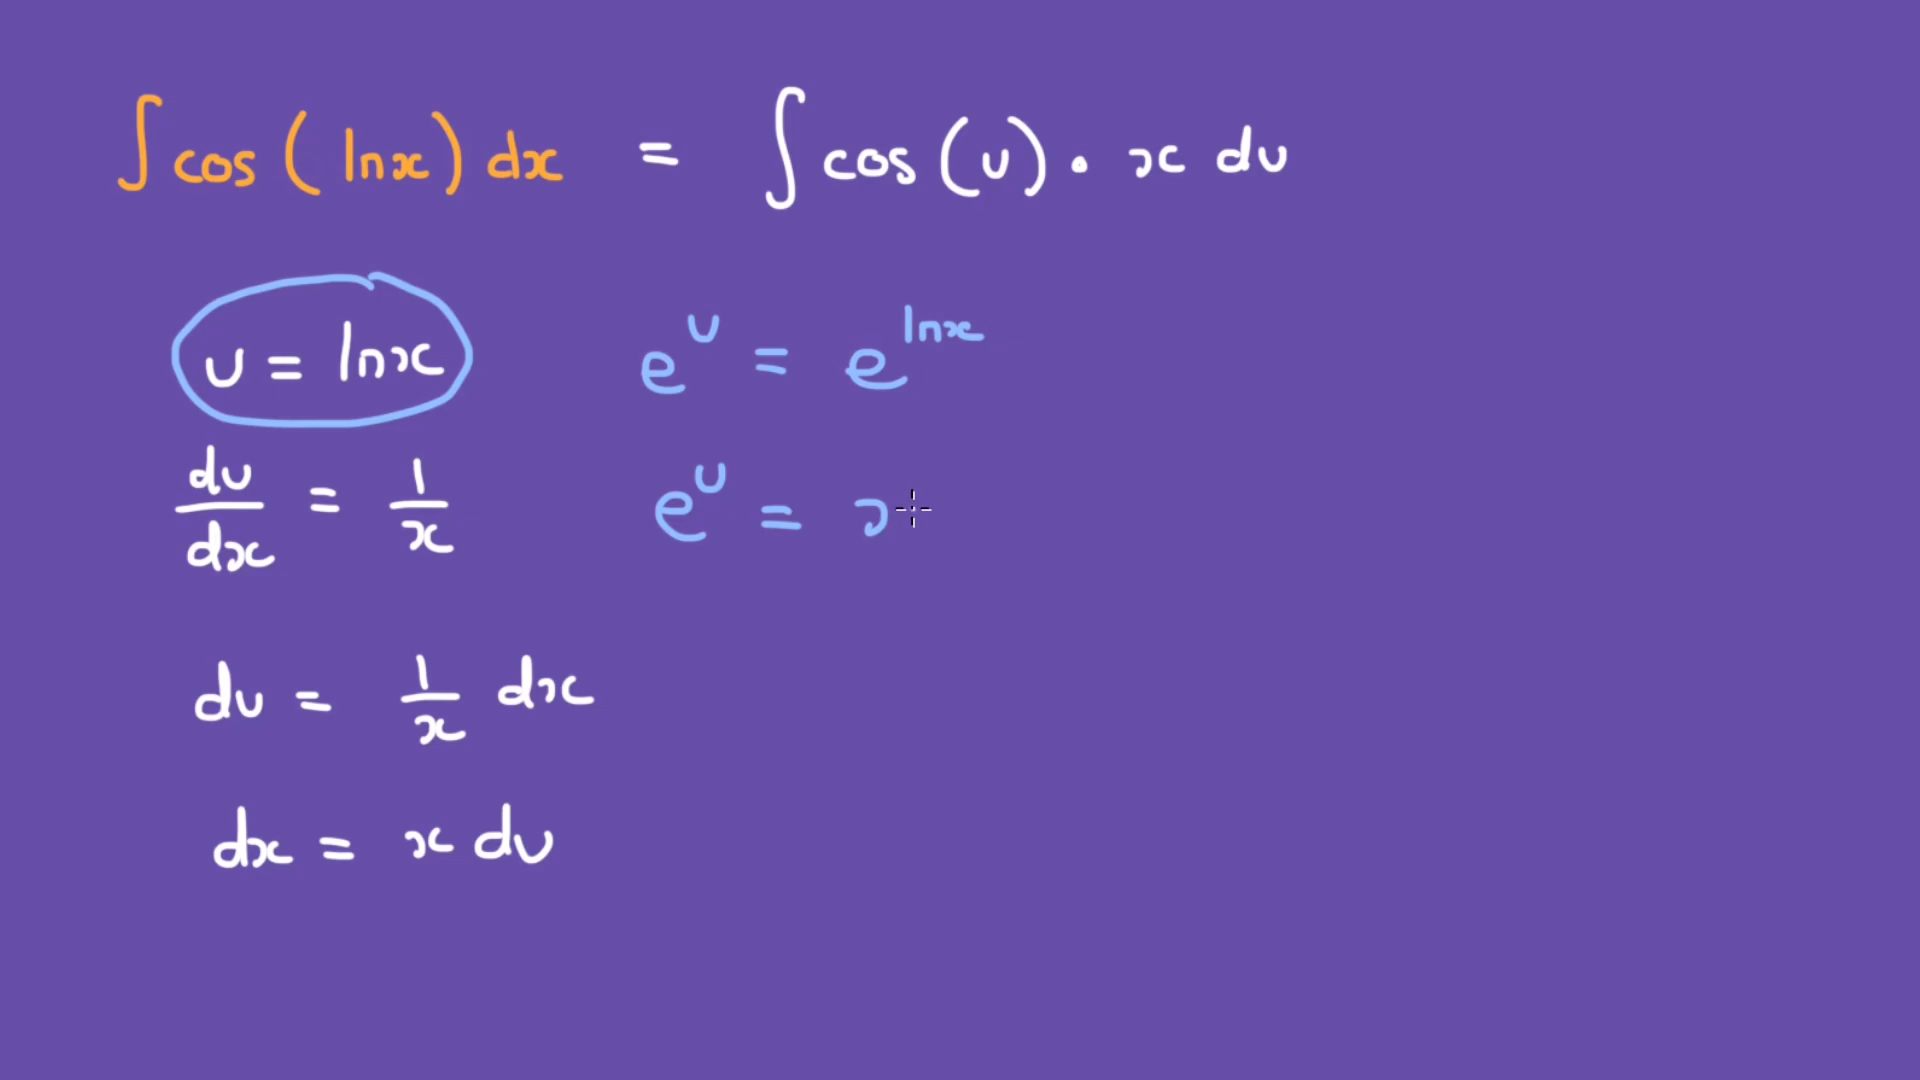 ∫ cos(lnx) dx = ∫ cos(u) · x du
u = lnx
e^u = e^lnx
du/dx = 1/x
e^u =
du = 1/x dx
dx = x du